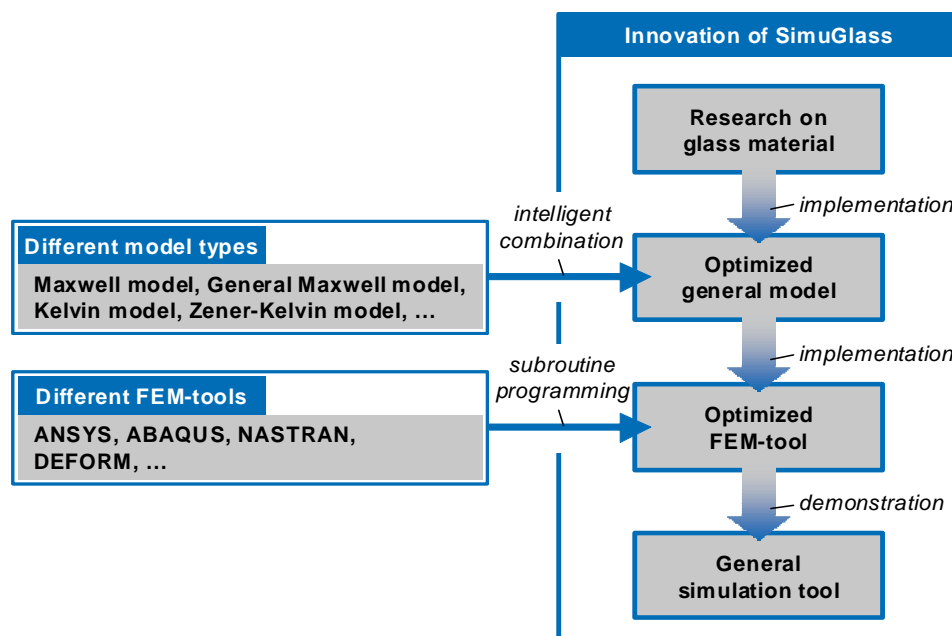 Innovation of SimuGlass
Research on
glass material
implementation
intelligent
combination
Different model types
Maxwell model, General Maxwell model,
Kelvin model, Zener-Kelvin model, …
Optimized
general model
implementation
subroutine
programming
Different FEM-tools
ANSYS, ABAQUS, NASTRAN,
DEFORM, …
Optimized
FEM-tool
demonstration
General
simulation tool